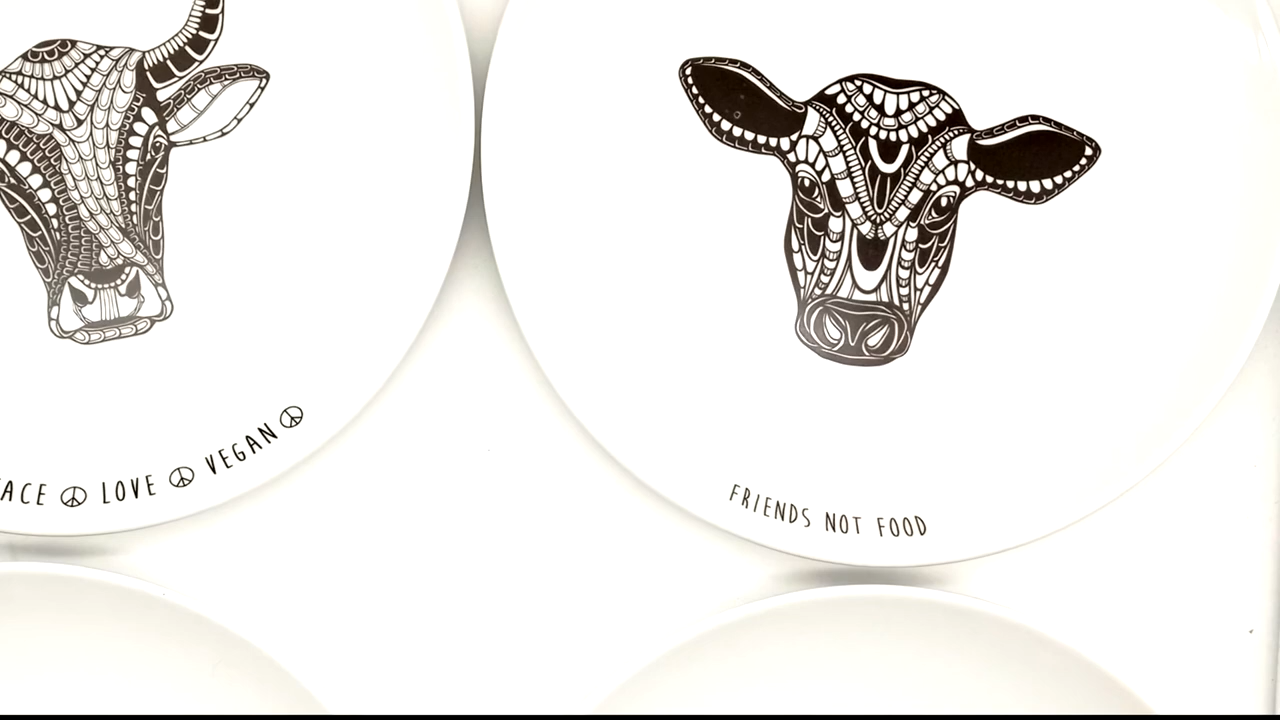 ACE ☮ LOVE ☮ VEGAN ☮
FRIENDS NOT FOOD